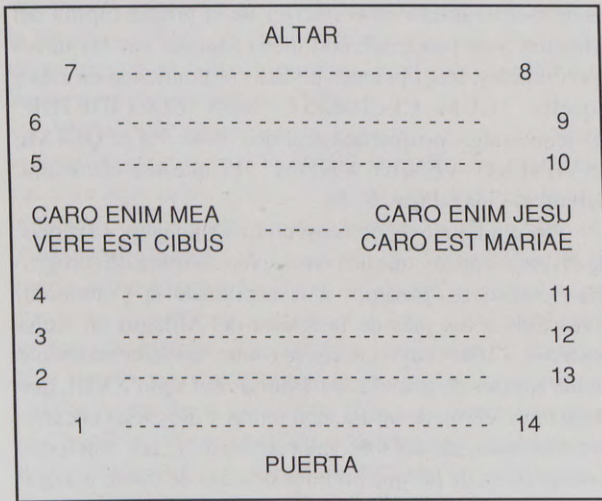 ALTAR
7 -------------------------------- 8
6 -------------------------------- 9
5 -------------------------------- 10
CARO ENIM MEA CARO ENIM JESU
VERE EST CIBUS CARO EST MARIAE
4 -------------------------------- 11
3 -------------------------------- 12
2 -------------------------------- 13
1 -------------------------------- 14
PUERTA